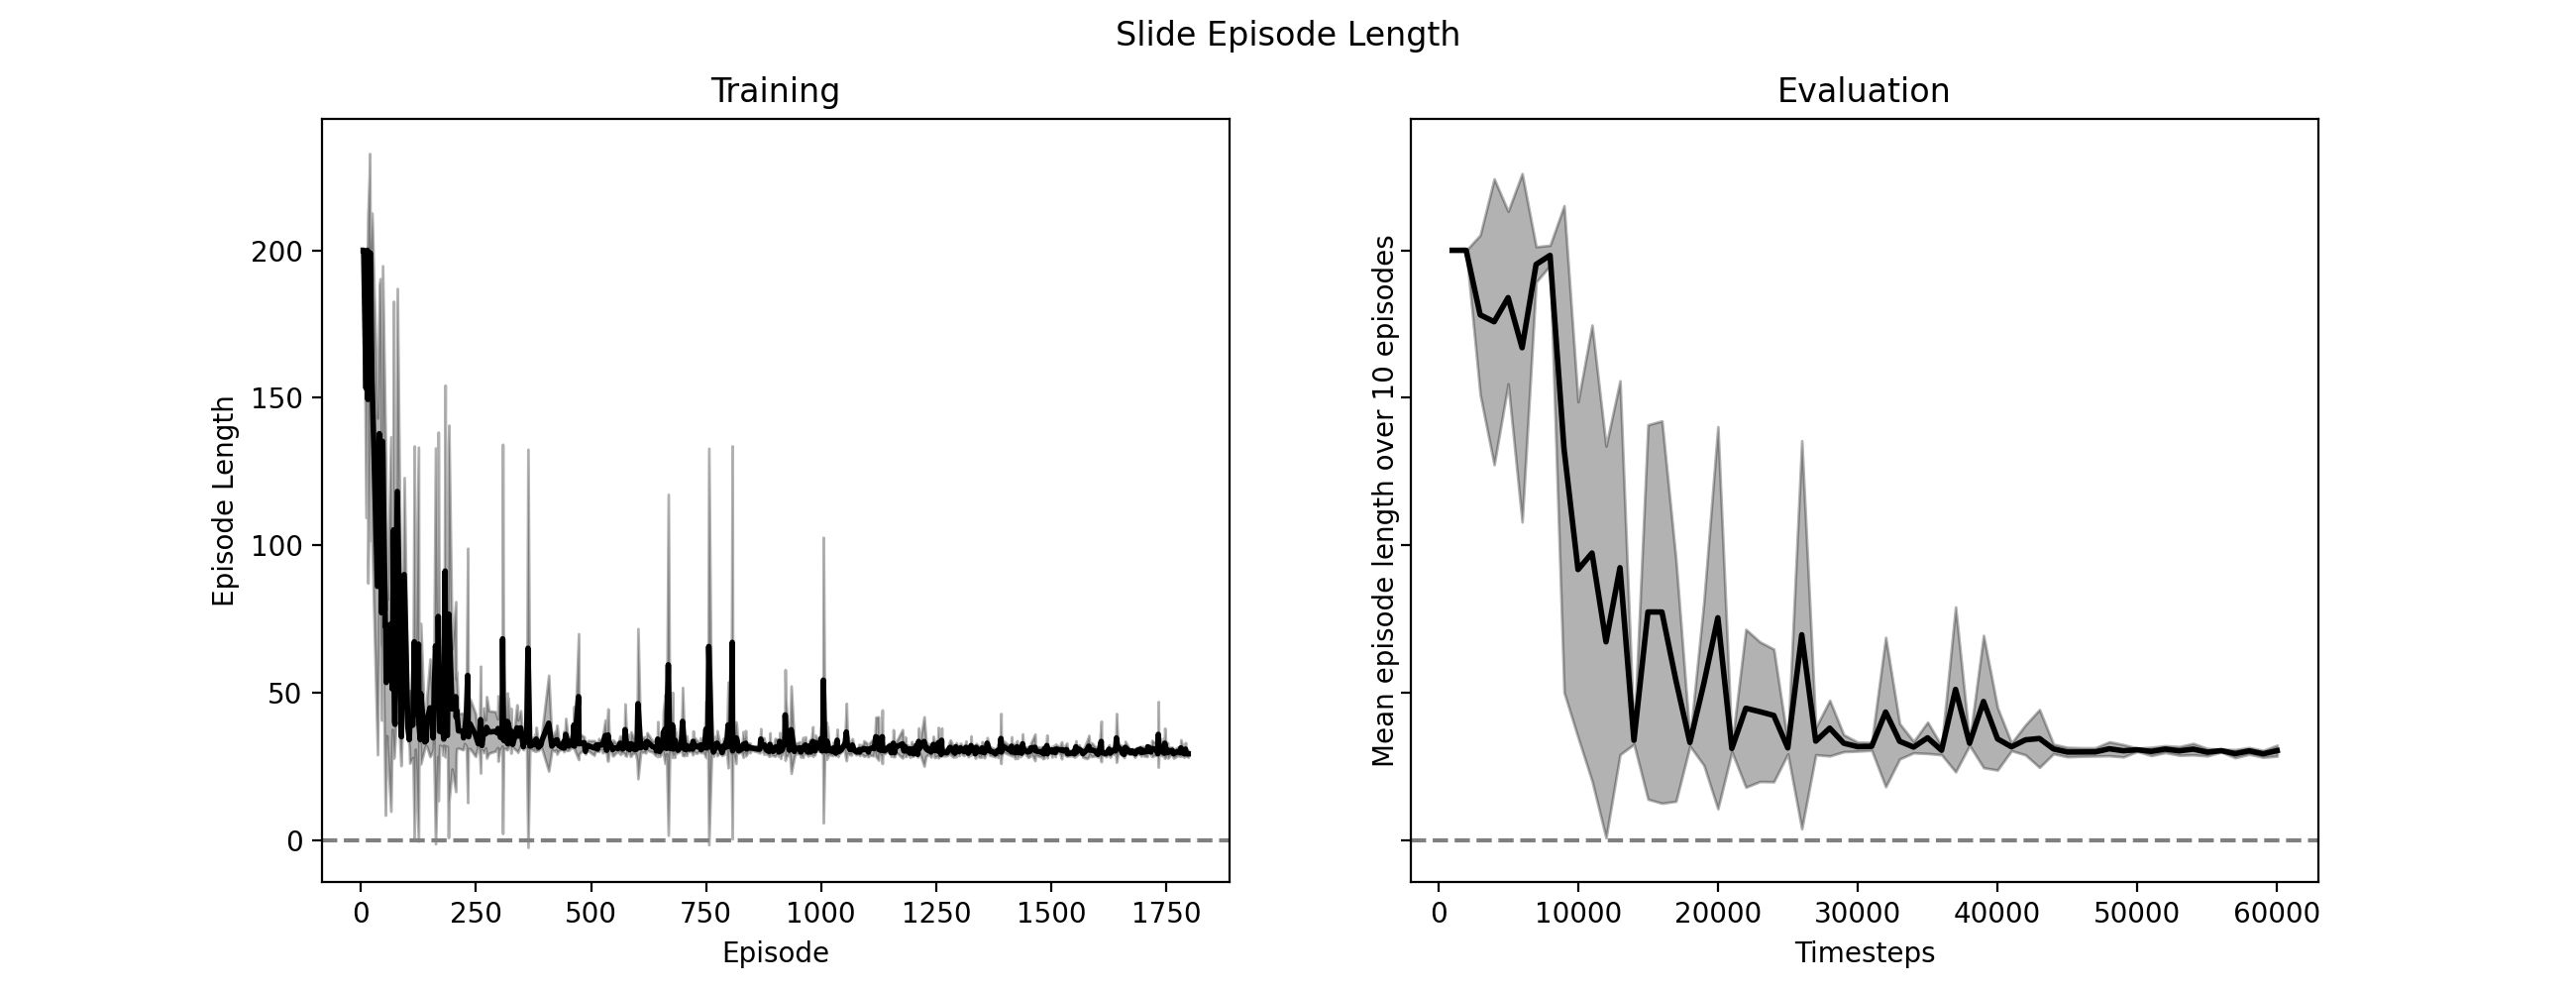 Slide Episode Length
Training
Episode Length
200
150
100
50
0
0 250 500 750 1000 1250 1500 1750
Episode
Evaluation
Mean episode length over 10 episodes
0 10000 20000 30000 40000 50000 60000
Timesteps